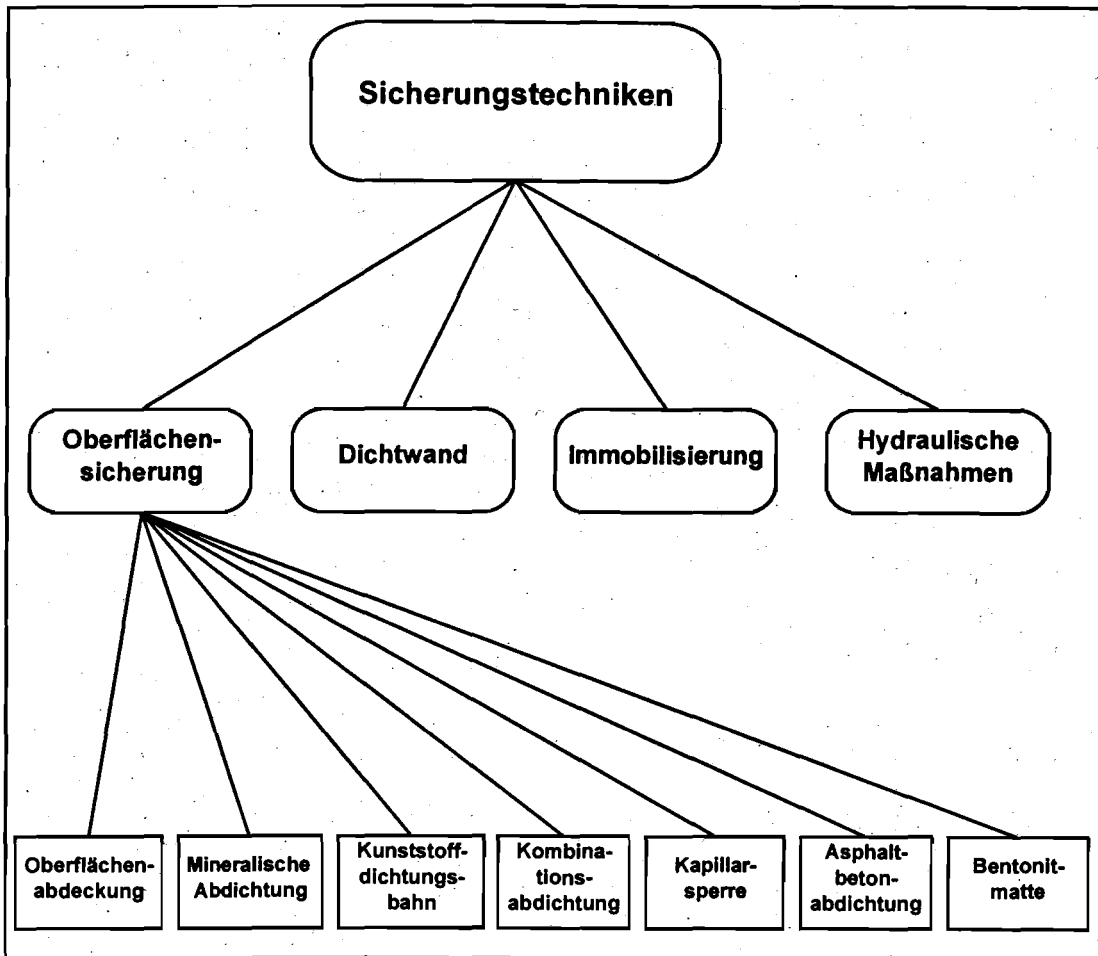 Sicherungstechniken
Oberflächen-
sicherung
Dichtwand
Immobilisierung
Hydraulische
Maßnahmen
Oberflächen-
abdeckung
Mineralische
Abdichtung
Kunststoff-
dichtungs-
bahn
Kombina-
tions-
abdichtung
Kapillar-
sperre
Asphalt-
beton-
abdichtung
Bentonit-
matte